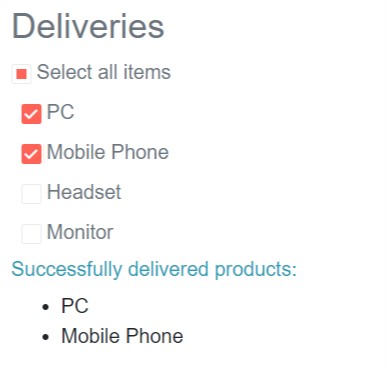 Deliveries
Select all items
PC
Mobile Phone
Headset
Monitor
Successfully delivered products:
• PC
• Mobile Phone